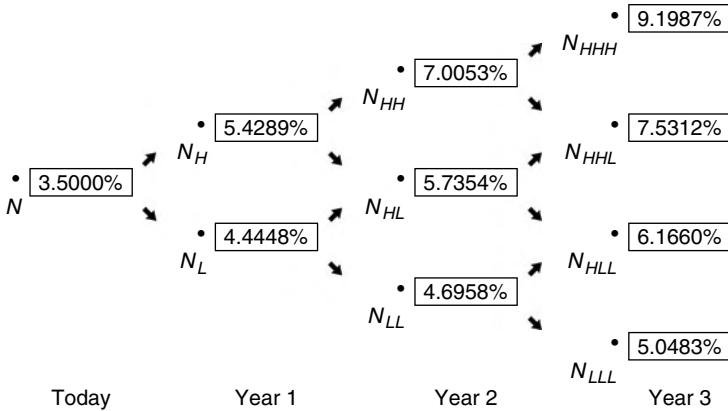 9.1987%
N_HHH
7.0053%
N_HH
5.4289%
7.5312%
N_H
N_HHL
3.5000%
5.7354%
N
N_HL
4.4448%
6.1660%
N_L
N_HLL
4.6958%
N_LL
5.0483%
N_LLL
Today Year 1 Year 2 Year 3